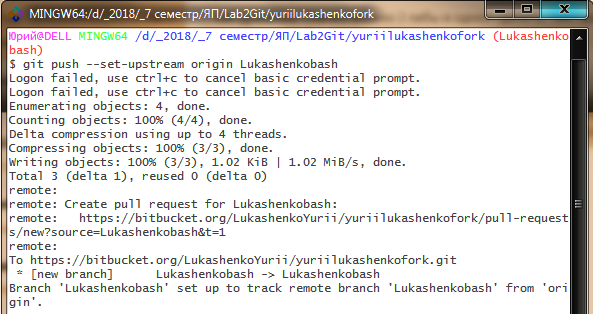 MINGW64:/d/_2018/_7 семестр/ЯП/Lab2Git/yuriilukashenkofork
Юрий@DELL MINGW64 /d/_2018/_7 семестр/ЯП/Lab2Git/yuriilukashenkofork (Lukashenko
bash)
$ git push --set-upstream origin Lukashenkobash
Logon failed, use ctrl+c to cancel basic credential prompt.
Logon failed, use ctrl+c to cancel basic credential prompt.
Enumerating objects: 4, done.
Counting objects: 100% (4/4), done.
Delta compression using up to 4 threads.
Compressing objects: 100% (3/3), done.
Writing objects: 100% (3/3), 1.02 KiB | 1.02 MiB/s, done.
Total 3 (delta 1), reused 0 (delta 0)
remote:
remote: Create pull request for Lukashenkobash:
remote:   https://bitbucket.org/LukashenkoYurii/yuriilukashenkofork/pull-request
s/new?source=Lukashenkobash&t=1
remote:
To https://bitbucket.org/LukashenkoYurii/yuriilukashenkofork.git
 * [new branch]      Lukashenkobash -> Lukashenkobash
Branch 'Lukashenkobash' set up to track remote branch 'Lukashenkobash' from 'ori
gin'.